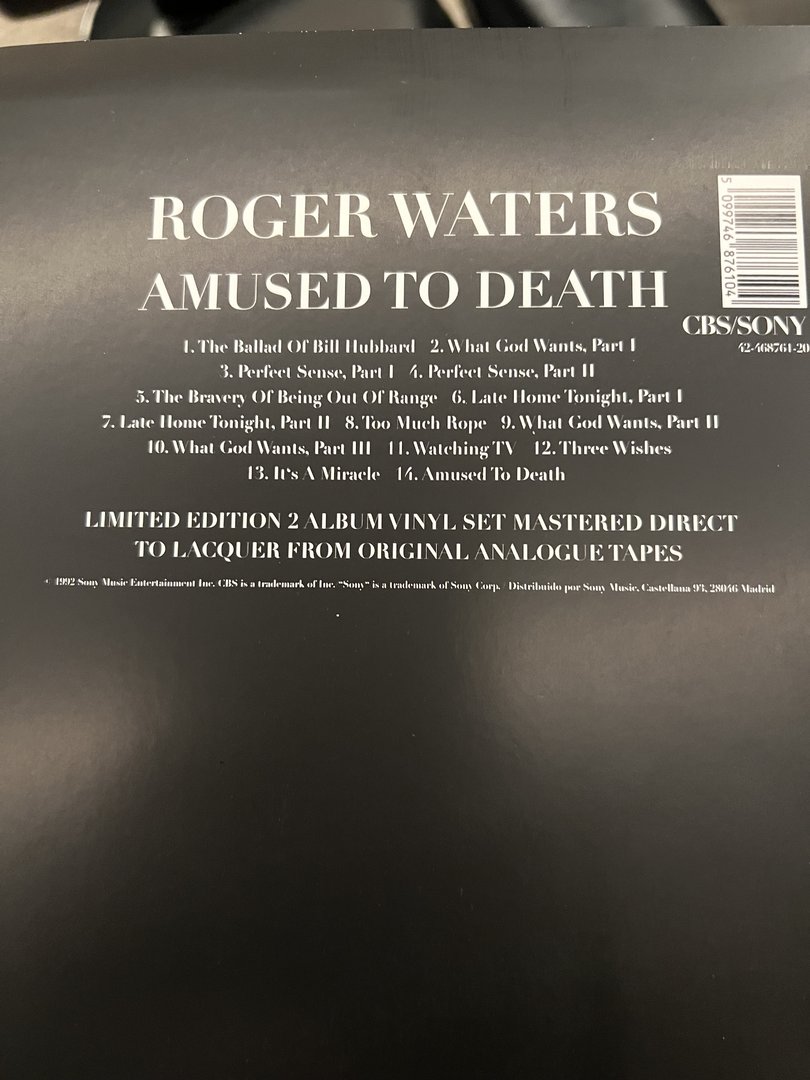 ROGER WATERS
AMUSED TO DEATH
5 099746 876104
CBS/SONY
42-468761-20
1. The Ballad Of Bill Hubbard 2. What God Wants, Part I
3. Perfect Sense, Part I 4. Perfect Sense, Part II
5. The Bravery Of Being Out Of Range 6. Late Home Tonight, Part I
7. Late Home Tonight, Part II 8. Too Much Rope 9. What God Wants, Part II
10. What God Wants, Part III 11. Watching TV 12. Three Wishes
13. It's A Miracle 14. Amused To Death
LIMITED EDITION 2 ALBUM VINYL SET MASTERED DIRECT
TO LACQUER FROM ORIGINAL ANALOGUE TAPES
© 1992 Sony Music Entertainment Inc. CBS is a trademark of Inc. "Sony" is a trademark of Sony Corp. / Distribuido por Sony Music, Castellana 93, 28046 Madrid